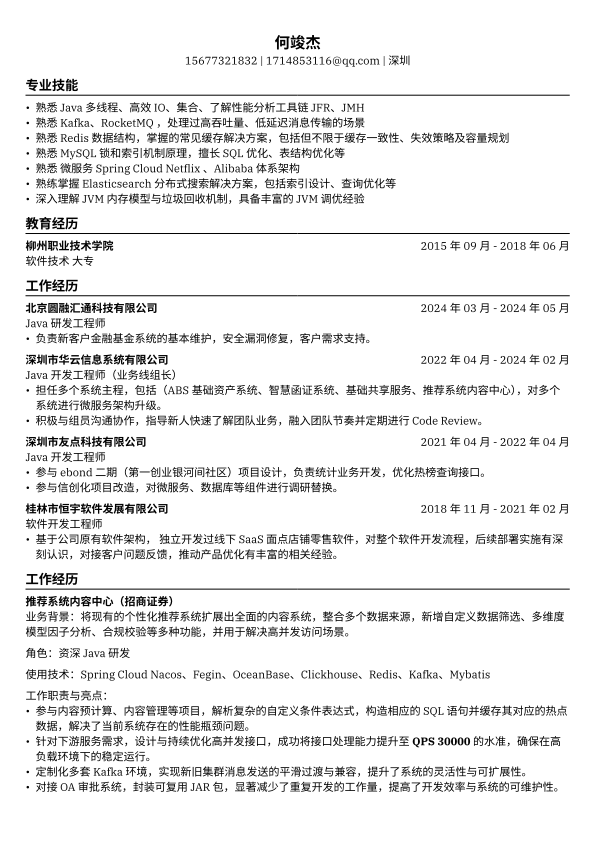 何竣杰
15677321832 | 1714853116@qq.com | 深圳
专业技能
• 熟悉 Java 多线程、高效 IO、集合、了解性能分析工具链 JFR、JMH
• 熟悉 Kafka、RocketMQ ，处理过高吞吐量、低延迟消息传输的场景
• 熟悉 Redis 数据结构，掌握的常见缓存解决方案，包括但不限于缓存一致性、失效策略及容量规划
• 熟悉 MySQL 锁和索引机制原理，擅长 SQL 优化、表结构优化等
• 熟悉 微服务 Spring Cloud Netflix 、Alibaba 体系架构
• 熟练掌握 Elasticsearch 分布式搜索解决方案，包括索引设计、查询优化等
• 深入理解 JVM 内存模型与垃圾回收机制，具备丰富的 JVM 调优经验
教育经历
柳州职业技术学院 2015 年 09 月 - 2018 年 06 月
软件技术 大专
工作经历
北京圆融汇通科技有限公司 2024 年 03 月 - 2024 年 05 月
Java 研发工程师
• 负责新客户金融基金系统的基本维护，安全漏洞修复，客户需求支持。
深圳市华云信息系统有限公司 2022 年 04 月 - 2024 年 02 月
Java 开发工程师（业务线组长）
• 担任多个系统主程，包括（ABS 基础资产系统、智慧函证系统、基础共享服务、推荐系统内容中心），对多个
系统进行微服务架构升级。
• 积极与组员沟通协作，指导新人快速了解团队业务，融入团队节奏并定期进行 Code Review。
深圳市友点科技有限公司 2021 年 04 月 - 2022 年 04 月
Java 开发工程师
• 参与 ebond 二期（第一创业银河间社区）项目设计，负责统计业务开发，优化热榜查询接口。
• 参与信创化项目改造，对微服务、数据库等组件进行调研替换。
桂林市恒宇软件发展有限公司 2018 年 11 月 - 2021 年 02 月
软件开发工程师
• 基于公司原有软件架构， 独立开发过线下 SaaS 面点店铺零售软件，对整个软件开发流程，后续部署实施有深
刻认识，对接客户问题反馈，推动产品优化有丰富的相关经验。
工作经历
推荐系统内容中心（招商证券）
业务背景：将现有的个性化推荐系统扩展出全面的内容系统，整合多个数据来源，新增自定义数据筛选、多维度
模型因子分析、合规校验等多种功能，并用于解决高并发访问场景。
角色：资深 Java 研发
使用技术：Spring Cloud Nacos、Fegin、OceanBase、Clickhouse、Redis、Kafka、Mybatis
工作职责与亮点：
• 参与内容预计算、内容管理等项目，解析复杂的自定义条件表达式，构造相应的 SQL 语句并缓存其对应的热点
数据，解决了当前系统存在的性能瓶颈问题。
• 针对下游服务需求，设计与持续优化高并发接口，成功将接口处理能力提升至 QPS 30000 的水准，确保在高
负载环境下的稳定运行。
• 定制化多套 Kafka 环境，实现新旧集群消息发送的平滑过渡与兼容，提升了系统的灵活性与可扩展性。
• 对接 OA 审批系统，封装可复用 JAR 包，显著减少了重复开发的工作量，提高了开发效率与系统的可维护性。